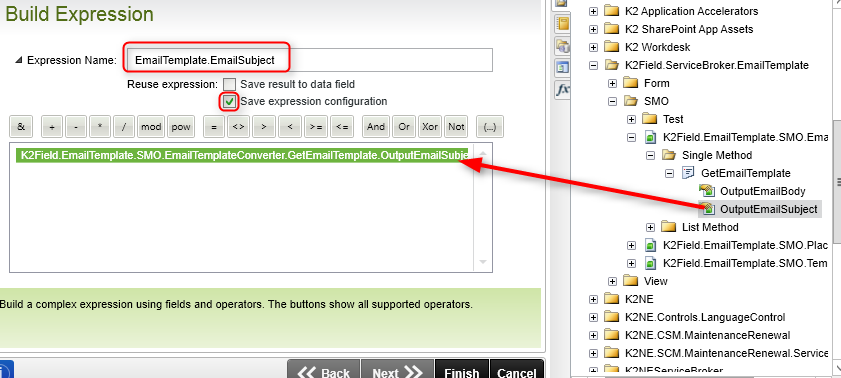 Build Expression
Expression Name: EmailTemplate.EmailSubject
Reuse expression: Save result to data field
Save expression configuration
& + - * / mod pow = <> > < >= <= And Or Xor Not (...)
K2Field.EmailTemplate.SMO.EmailTemplateConverter.GetEmailTemplate.OutputEmailSubje
Build a complex expression using fields and operators. The buttons show all supported operators.
Back Next Finish Cancel
K2 Application Accelerators
K2 SharePoint App Assets
K2 Workdesk
K2Field.ServiceBroker.EmailTemplate
Form
SMO
Test
K2Field.EmailTemplate.SMO.Emai
Single Method
GetEmailTemplate
OutputEmailBody
OutputEmailSubject
List Method
K2Field.EmailTemplate.SMO.Plac
K2Field.EmailTemplate.SMO.Tem
View
K2NE
K2NE.Controls.LanguageControl
K2NE.CSM.MaintenanceRenewal
K2NE.SCM.MaintenanceRenewal.Service
K2NEServiceBroker